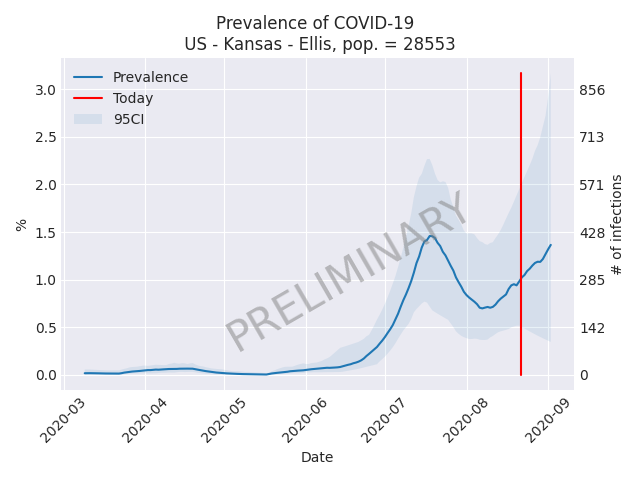 Prevalence of COVID-19
US - Kansas - Ellis, pop. = 28553
Prevalence
Today
95CI
PRELIMINARY
%
3.0
2.5
2.0
1.5
1.0
0.5
0.0
856
713
571
428
285
142
0
# of infections
2020-03
2020-04
2020-05
2020-06
2020-07
2020-08
2020-09
Date